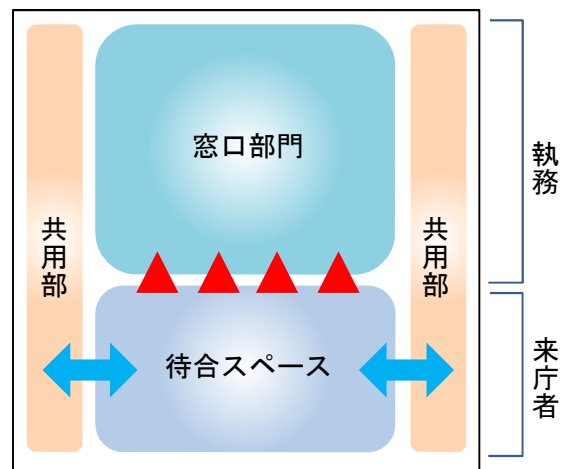 窓口部門
執務
共用部
共用部
待合スペース
来庁者